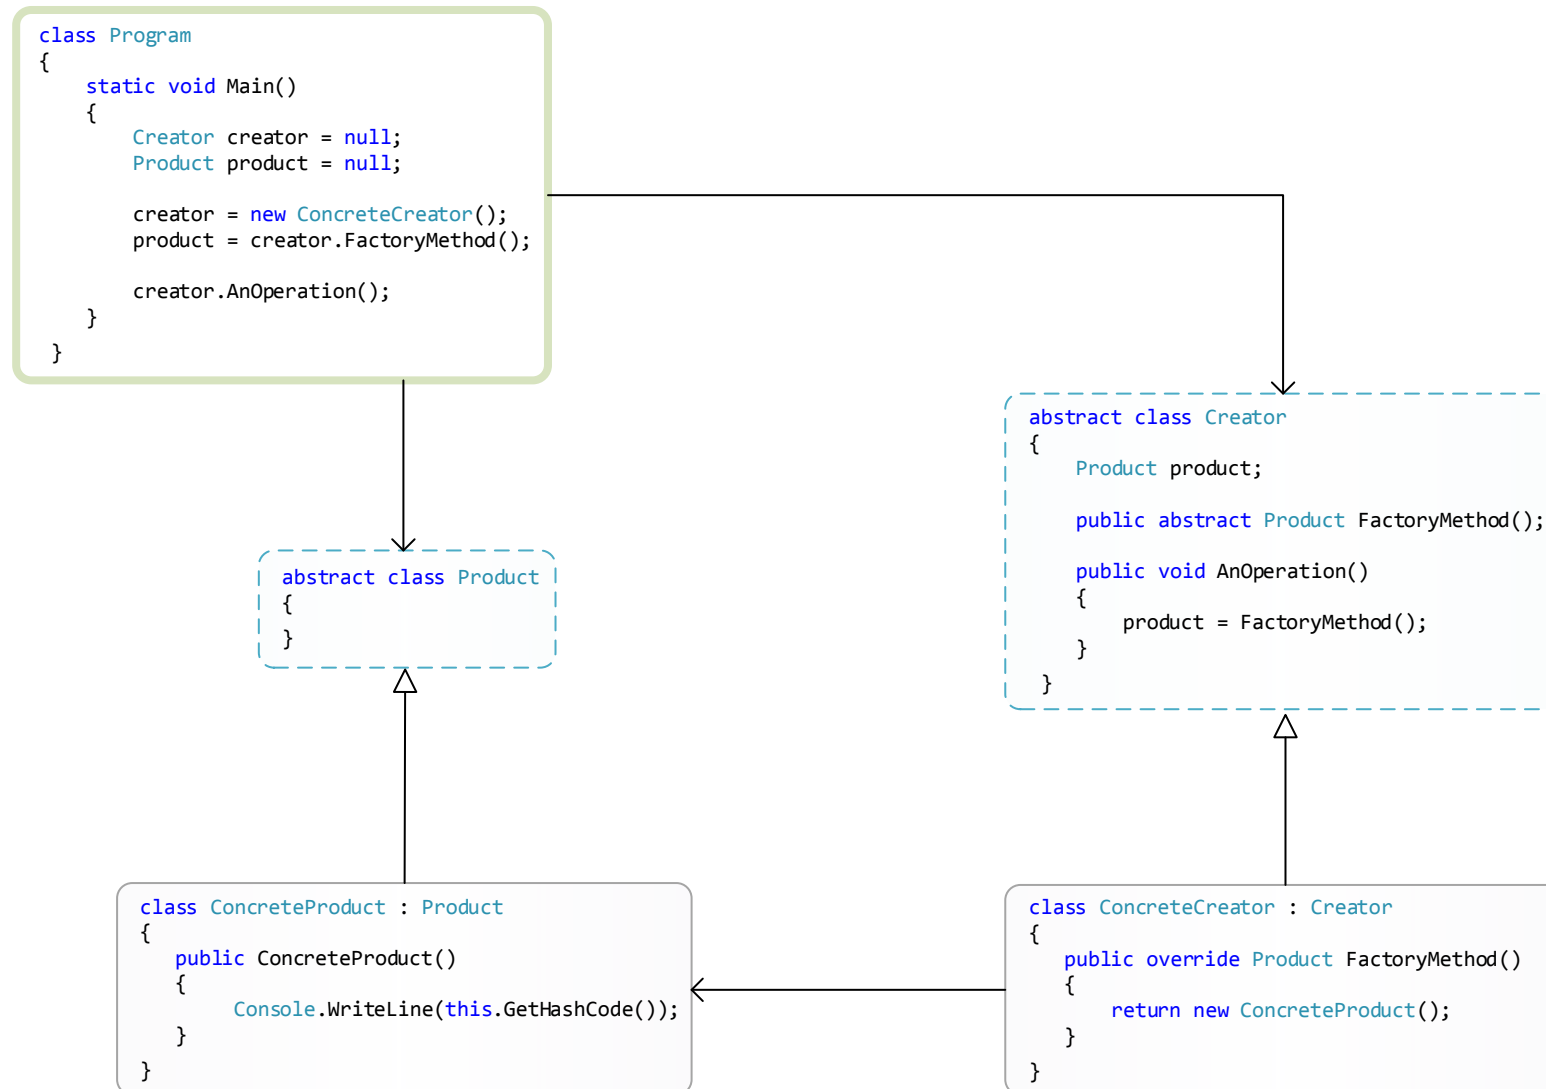 class Program
{
    static void Main()
    {
        Creator creator = null;
        Product product = null;

        creator = new ConcreteCreator();
        product = creator.FactoryMethod();

        creator.AnOperation();
    }
}
abstract class Creator
{
    Product product;

    public abstract Product FactoryMethod();

    public void AnOperation()
    {
        product = FactoryMethod();
    }
}
abstract class Product
{
}
class ConcreteProduct : Product
{
   public ConcreteProduct()
   {
        Console.WriteLine(this.GetHashCode());
   }
}
class ConcreteCreator : Creator
{
   public override Product FactoryMethod()
   {
       return new ConcreteProduct();
   }
}